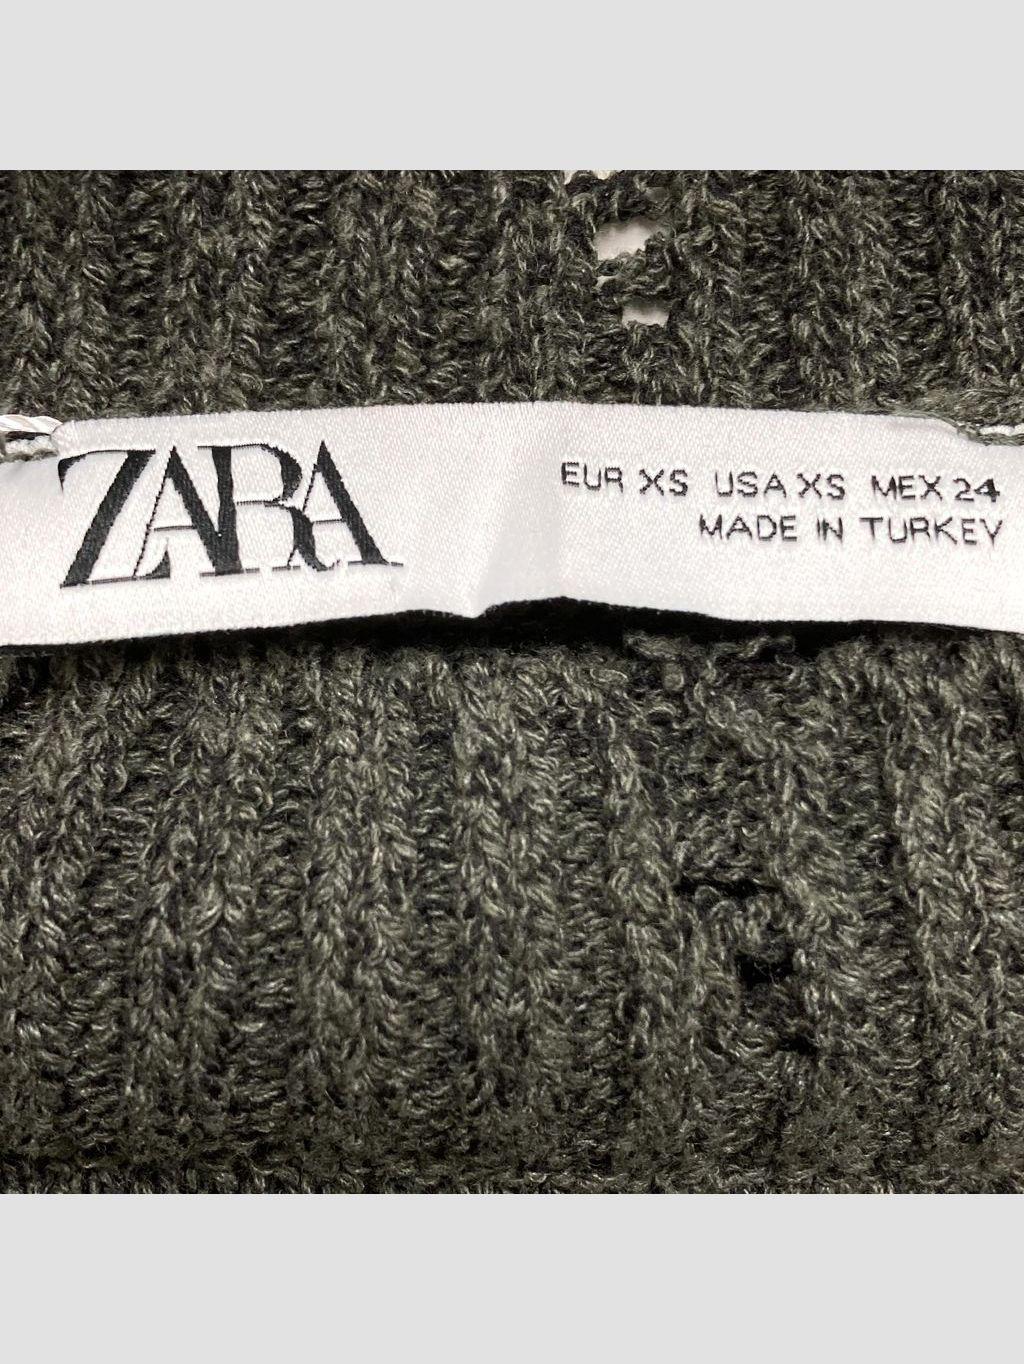 ZARA
EUR XS USA XS MEX 24
MADE IN TURKEY